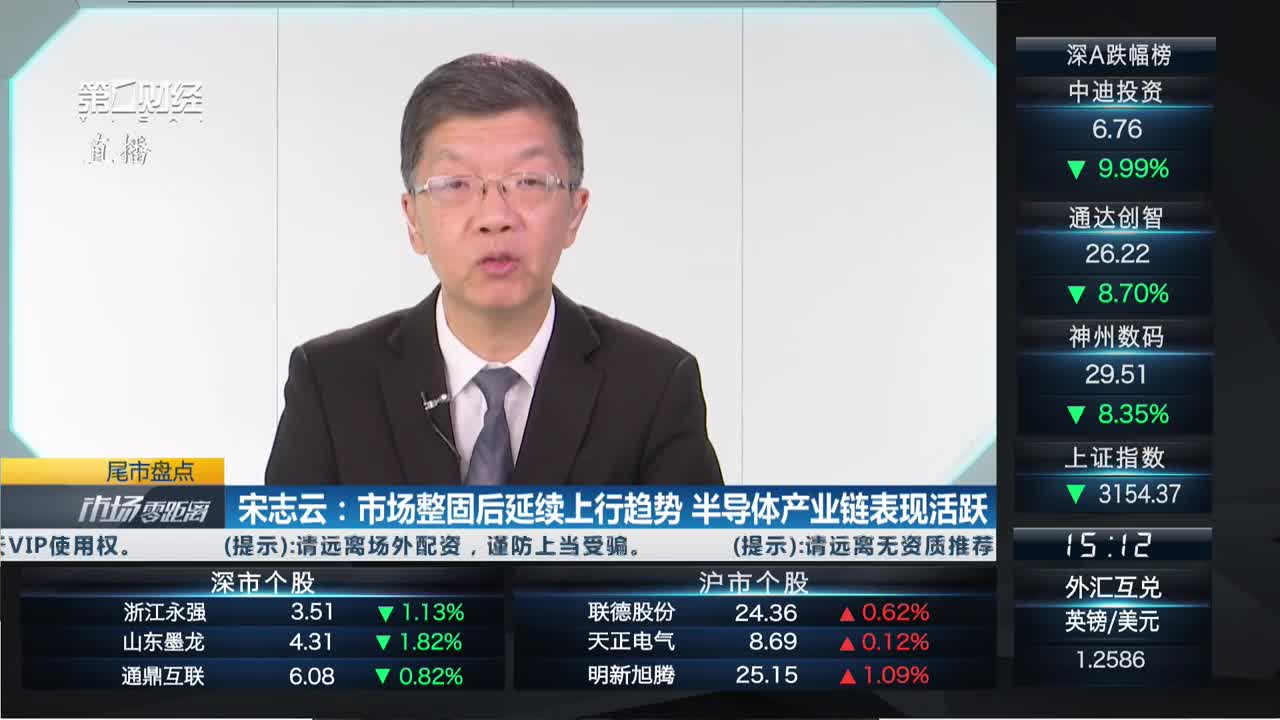 第一财经
YICAI
直播
尾市盘点
市场零距离
宋志云：市场整固后延续上行趋势 半导体产业链表现活跃
VIP使用权。 (提示):请远离场外配资，谨防上当受骗。 (提示):请远离无资质推荐
深市个股
浙江永强 3.51 ▼1.13%
山东墨龙 4.31 ▼1.82%
通鼎互联 6.08 ▼0.82%
沪市个股
联德股份 24.36 ▲0.62%
天正电气 8.69 ▲0.12%
明新旭腾 25.15 ▲1.09%
深A跌幅榜
中迪投资
6.76
▼ 9.99%
通达创智
26.22
▼ 8.70%
神州数码
29.51
▼ 8.35%
上证指数
▼ 3154.37
15:12
外汇互兑
英镑/美元
1.2586